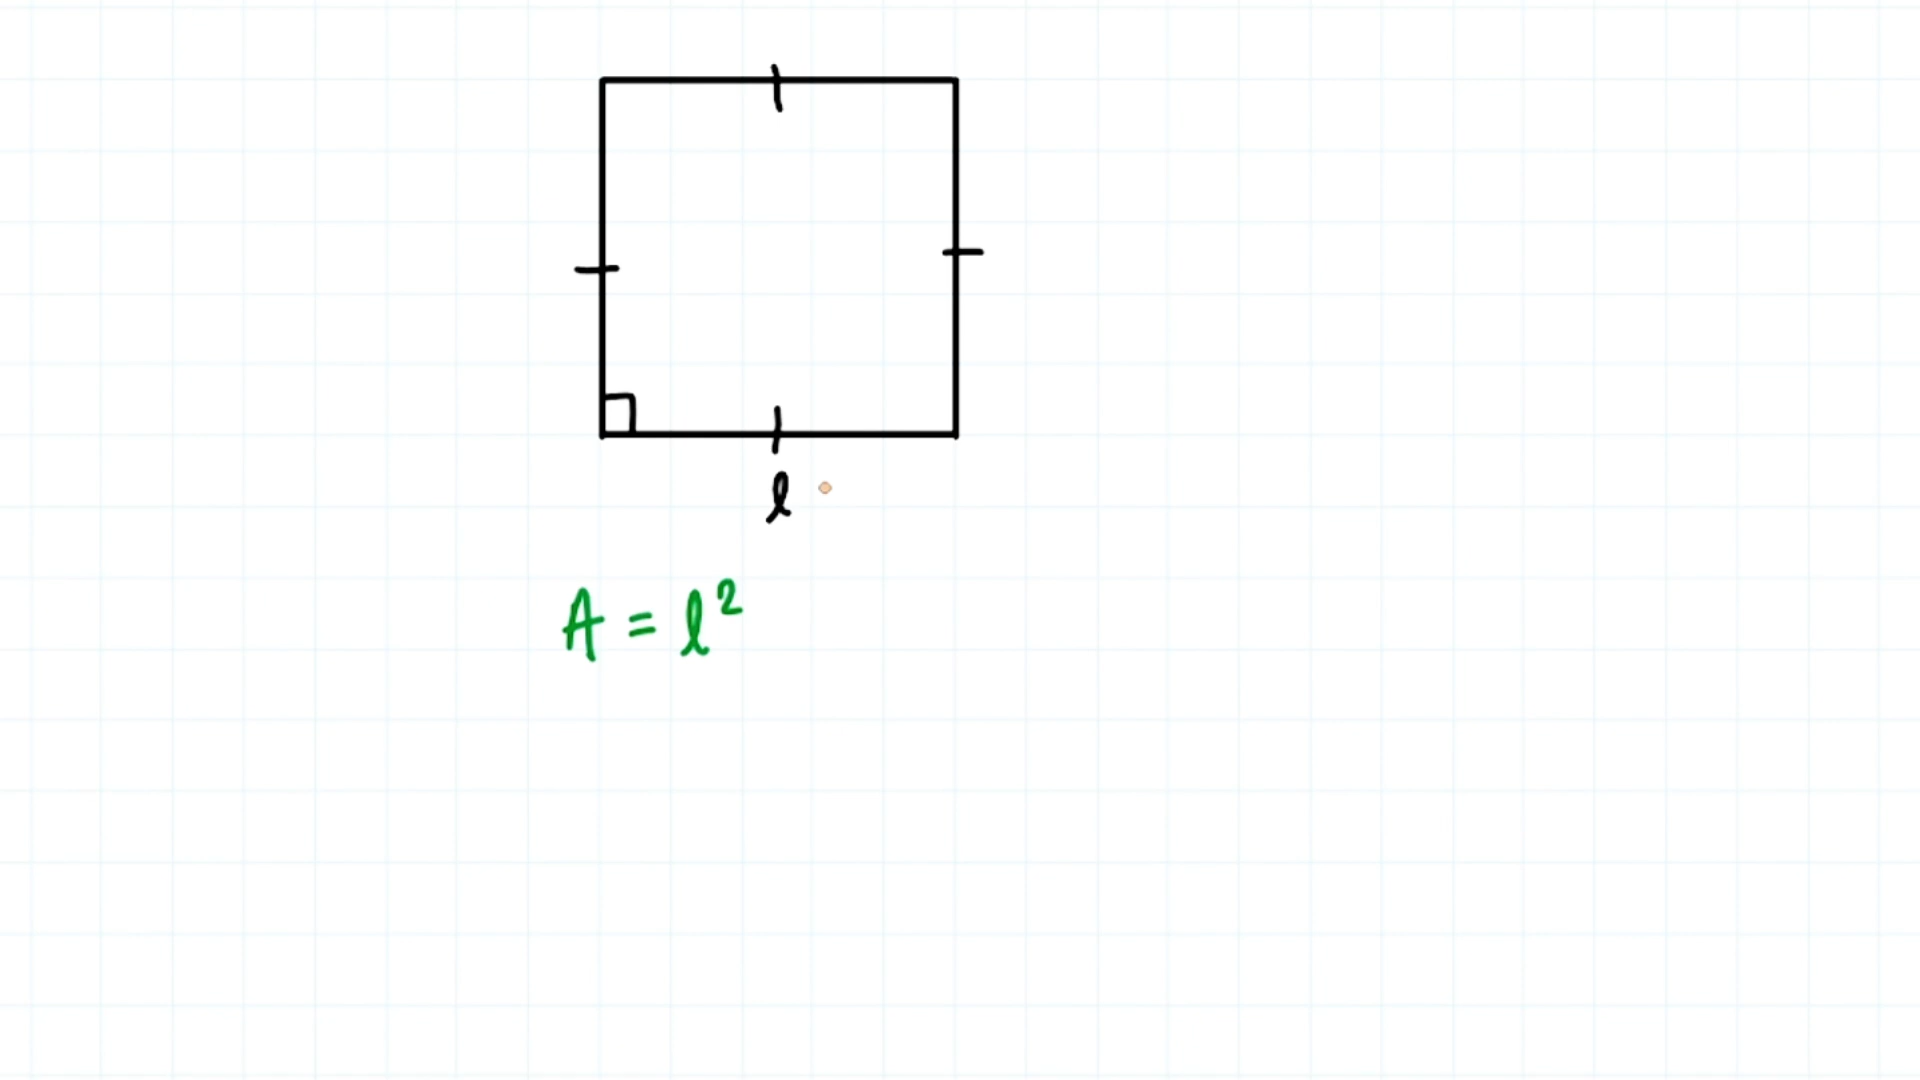 l
A = l²